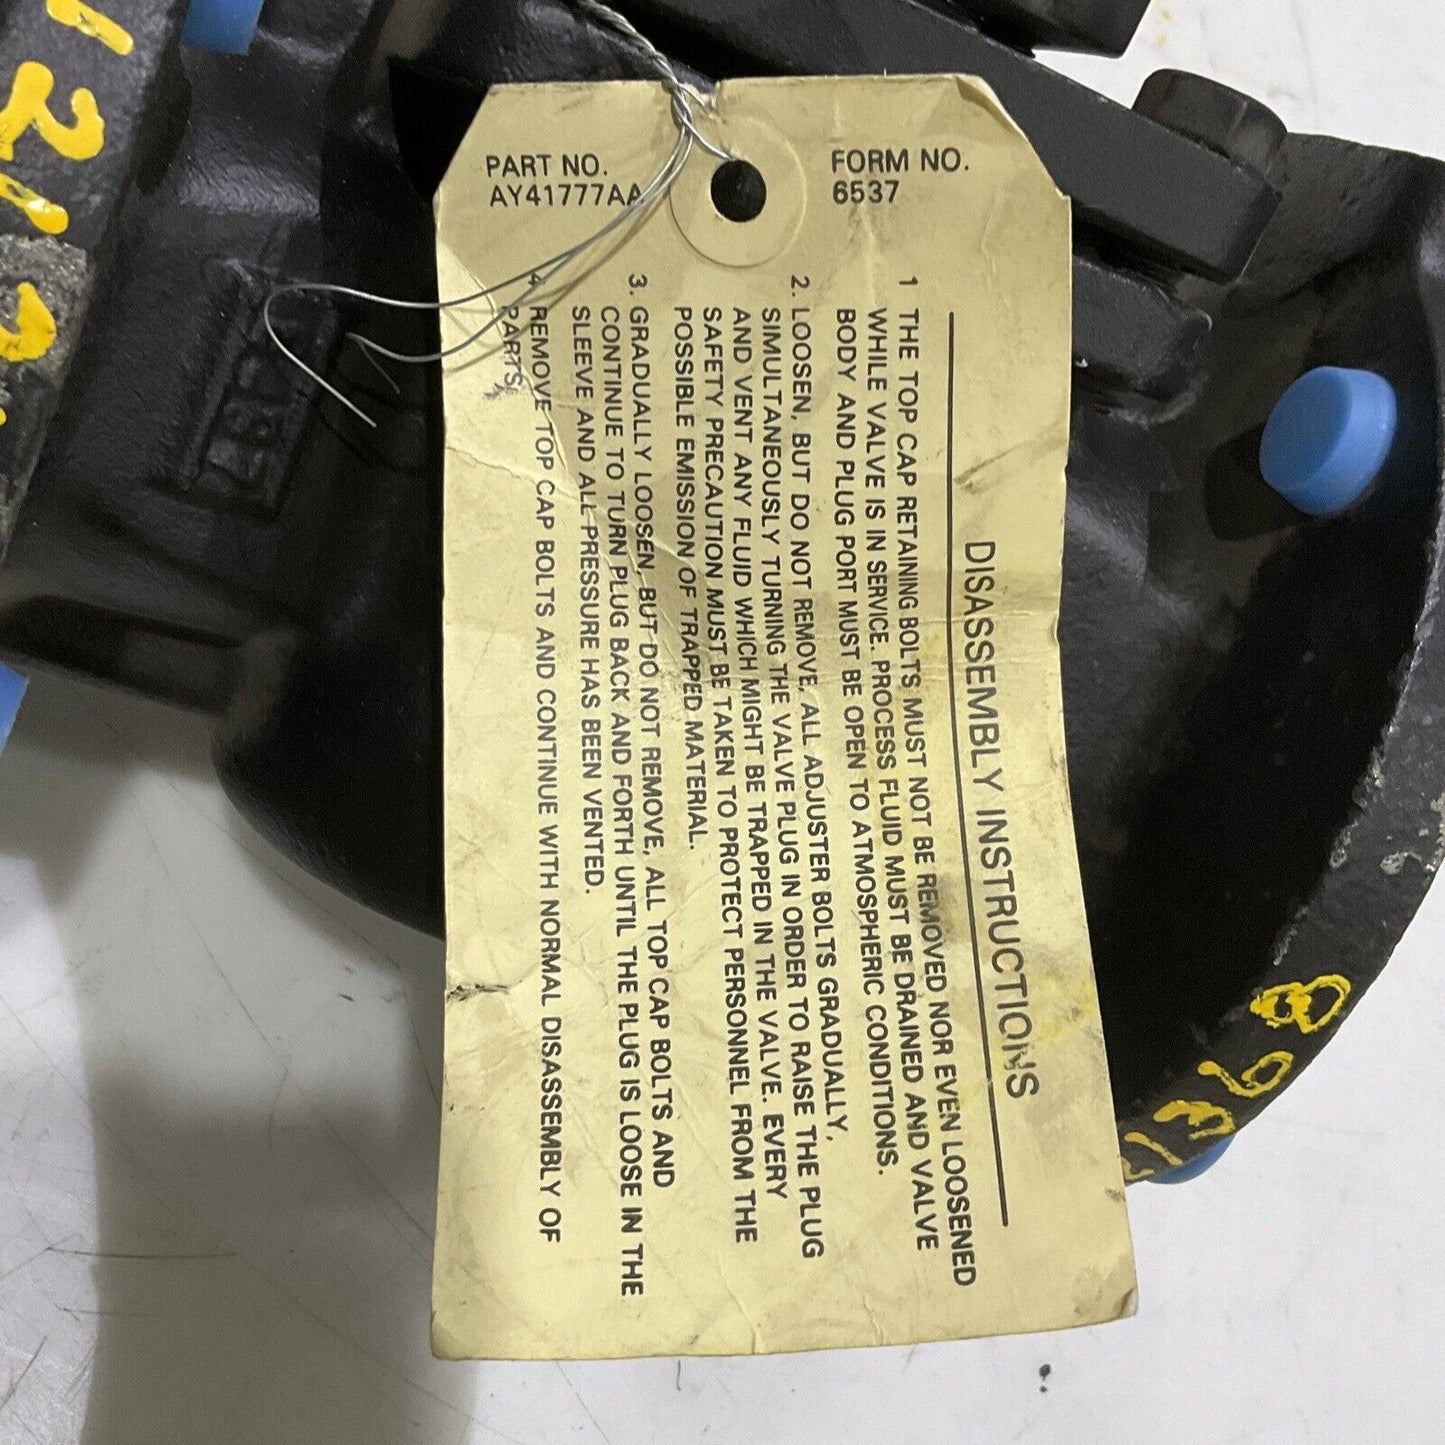 PART NO.
AY41777AA
FORM NO.
6537
DISASSEMBLY INSTRUCTIONS
1 THE TOP CAP RETAINING BOLTS MUST NOT BE REMOVED NOR EVEN LOOSENED
WHILE VALVE IS IN SERVICE. PROCESS FLUID MUST BE DRAINED AND VALVE
BODY AND PLUG PORT MUST BE OPEN TO ATMOSPHERIC CONDITIONS.
2. LOOSEN, BUT DO NOT REMOVE, ALL ADJUSTER BOLTS GRADUALLY,
SIMULTANEOUSLY TURNING THE VALVE PLUG IN ORDER TO RAISE THE PLUG
AND VENT ANY FLUID WHICH MIGHT BE TRAPPED IN THE VALVE. EVERY
SAFETY PRECAUTION MUST BE TAKEN TO PROTECT PERSONNEL FROM THE
POSSIBLE EMISSION OF TRAPPED MATERIAL.
3. GRADUALLY LOOSEN, BUT DO NOT REMOVE, ALL TOP CAP BOLTS AND
CONTINUE TO TURN PLUG BACK AND FORTH UNTIL THE PLUG IS LOOSE IN THE
SLEEVE AND ALL PRESSURE HAS BEEN VENTED.
4. REMOVE TOP CAP BOLTS AND CONTINUE WITH NORMAL DISASSEMBLY OF
PARTS.